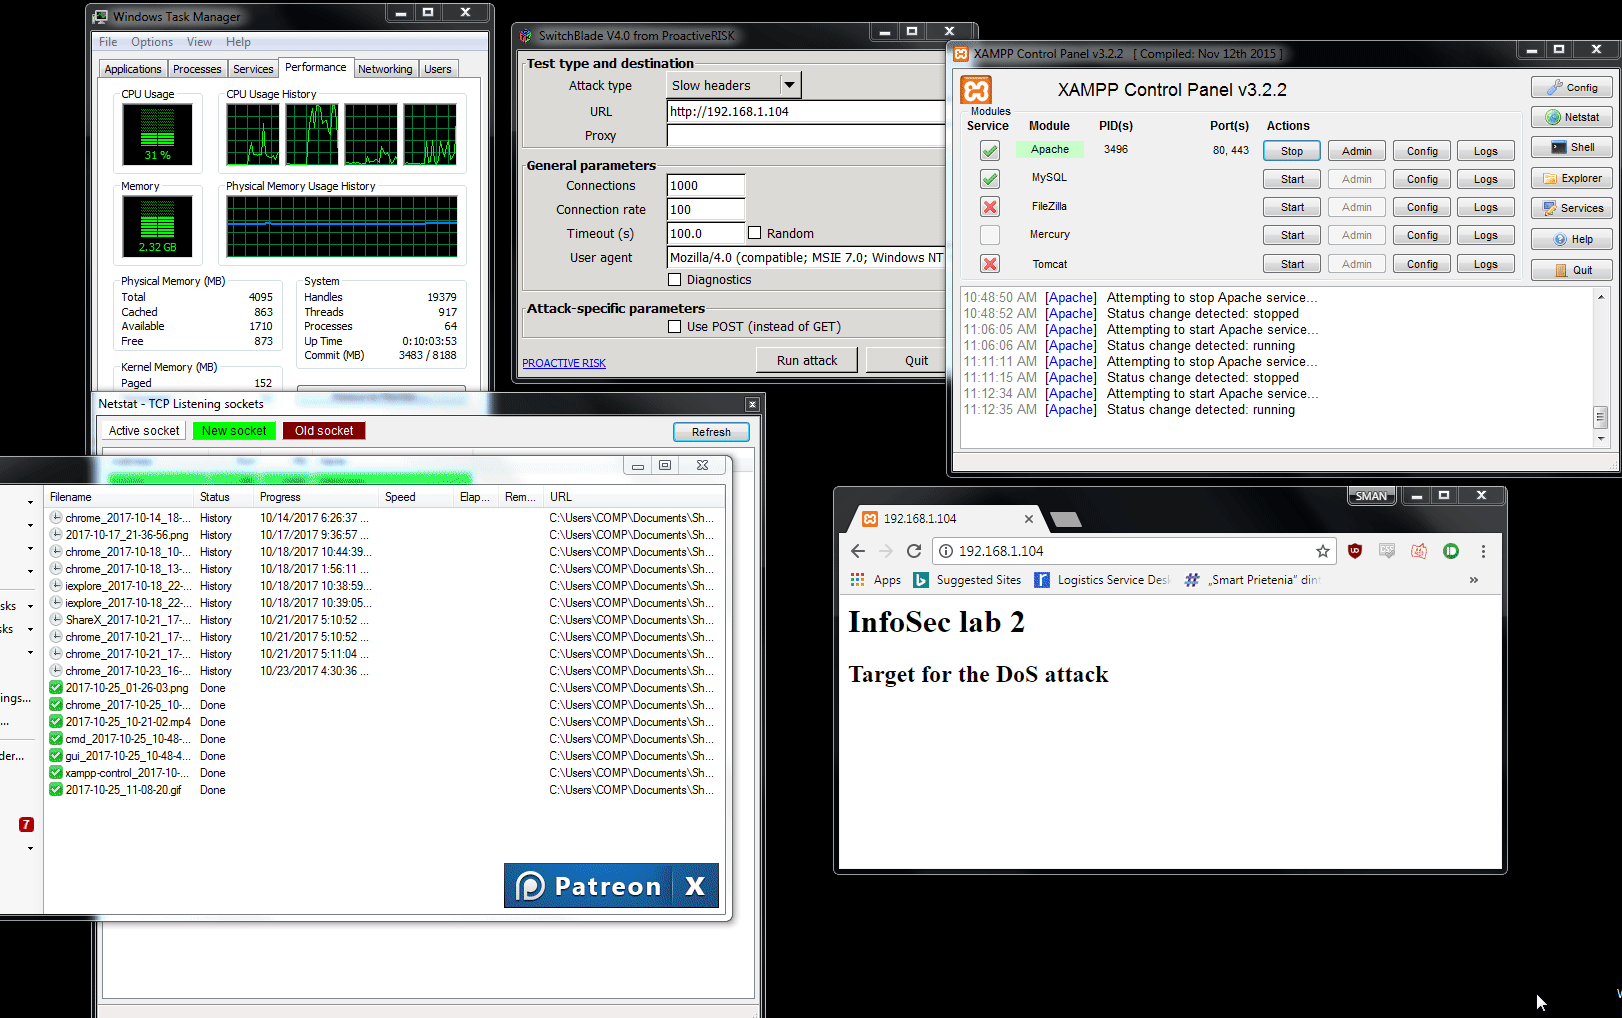 Windows Task Manager
File Options View Help
Applications Processes Services Performance Networking Users
CPU Usage CPU Usage History
31 %
Memory Physical Memory Usage History
2.32 GB
Physical Memory (MB)
Total 4095
Cached 863
Available 1710
Free 873
System
Handles 19379
Threads 917
Processes 64
Up Time 0:10:03:53
Commit (MB) 3483 / 8188
Kernel Memory (MB)
Paged 152
SwitchBlade V4.0 from ProactiveRISK
Test type and destination
Attack type Slow headers
URL http://192.168.1.104
Proxy
General parameters
Connections 1000
Connection rate 100
Timeout (s) 100.0 Random
User agent Mozilla/4.0 (compatible; MSIE 7.0; Windows NT
Diagnostics
Attack-specific parameters
Use POST (instead of GET)
PROACTIVE RISK Run attack Quit
XAMPP Control Panel v3.2.2 [ Compiled: Nov 12th 2015 ]
XAMPP Control Panel v3.2.2
Modules
Service Module PID(s) Port(s) Actions
Apache 3496 80, 443 Stop Admin Config Logs
MySQL Start Admin Config Logs
FileZilla Start Admin Config Logs
Mercury Start Admin Config Logs
Tomcat Start Admin Config Logs
Config
Netstat
Shell
Explorer
Services
Help
Quit
10:48:50 AM [Apache] Attempting to stop Apache service...
10:48:52 AM [Apache] Status change detected: stopped
11:06:05 AM [Apache] Attempting to start Apache service...
11:06:06 AM [Apache] Status change detected: running
11:11:11 AM [Apache] Attempting to stop Apache service...
11:11:15 AM [Apache] Status change detected: stopped
11:12:34 AM [Apache] Attempting to start Apache service...
11:12:35 AM [Apache] Status change detected: running
Netstat - TCP Listening sockets
Active socket New socket Old socket Refresh
Filename Status Progress Speed Elap... Rem... URL
chrome_2017-10-14_18-... History 10/14/2017 6:26:37 ... C:\Users\COMP\Documents\Sh...
2017-10-17_21-36-56.png History 10/17/2017 9:36:57 ... C:\Users\COMP\Documents\Sh...
chrome_2017-10-18_10-... History 10/18/2017 10:44:39... C:\Users\COMP\Documents\Sh...
chrome_2017-10-18_13-... History 10/18/2017 1:56:11 ... C:\Users\COMP\Documents\Sh...
iexplore_2017-10-18_22-... History 10/18/2017 10:38:59... C:\Users\COMP\Documents\Sh...
iexplore_2017-10-18_22-... History 10/18/2017 10:39:05... C:\Users\COMP\Documents\Sh...
ShareX_2017-10-21_17-... History 10/21/2017 5:10:52 ... C:\Users\COMP\Documents\Sh...
chrome_2017-10-21_17-... History 10/21/2017 5:10:52 ... C:\Users\COMP\Documents\Sh...
chrome_2017-10-21_17-... History 10/21/2017 5:11:04 ... C:\Users\COMP\Documents\Sh...
chrome_2017-10-23_16-... History 10/23/2017 4:30:36 ... C:\Users\COMP\Documents\Sh...
2017-10-25_01-26-03.png Done C:\Users\COMP\Documents\Sh...
chrome_2017-10-25_10-... Done C:\Users\COMP\Documents\Sh...
2017-10-25_10-21-02.mp4 Done C:\Users\COMP\Documents\Sh...
cmd_2017-10-25_10-48-... Done C:\Users\COMP\Documents\Sh...
gui_2017-10-25_10-48-4... Done C:\Users\COMP\Documents\Sh...
xampp-control_2017-10-... Done C:\Users\COMP\Documents\Sh...
2017-10-25_11-08-20.gif Done C:\Users\COMP\Documents\Sh...
sks
sks
ings...
...
der...
7
Patreon X
SMAN
192.168.1.104
192.168.1.104
Apps Suggested Sites Logistics Service Desk „Smart Prietenia” din
InfoSec lab 2
Target for the DoS attack